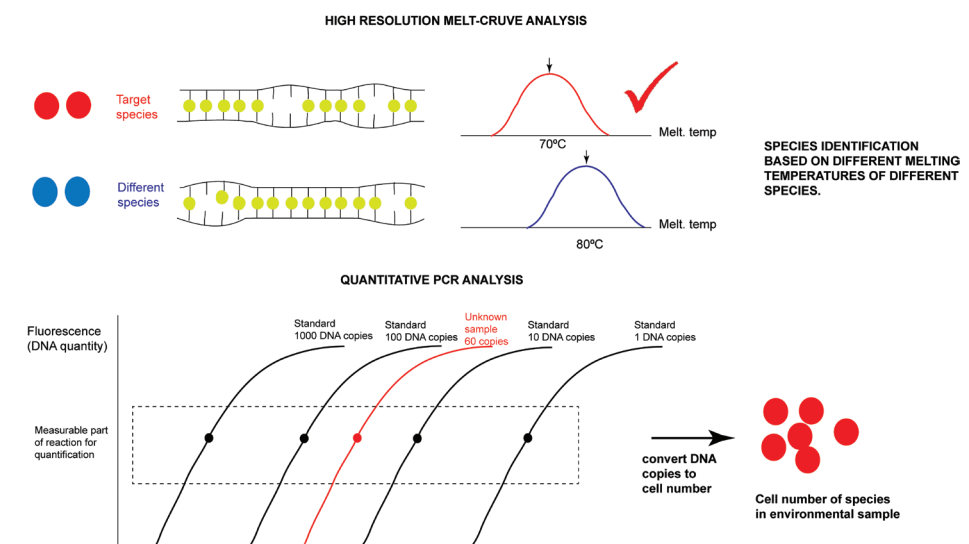 HIGH RESOLUTION MELT-CRUVE ANALYSIS
Target
species
Melt. temp
70ºC
Different
species
Melt. temp
80ºC
SPECIES IDENTIFICATION
BASED ON DIFFERENT MELTING
TEMPERATURES OF DIFFERENT
SPECIES.
QUANTITATIVE PCR ANALYSIS
Fluorescence
(DNA quantity)
Standard
1000 DNA copies
Standard
100 DNA copies
Unknown
sample
60 copies
Standard
10 DNA copies
Standard
1 DNA copies
Measurable part
of reaction for
quantification
convert DNA
copies to
cell number
Cell number of species
in environmental sample